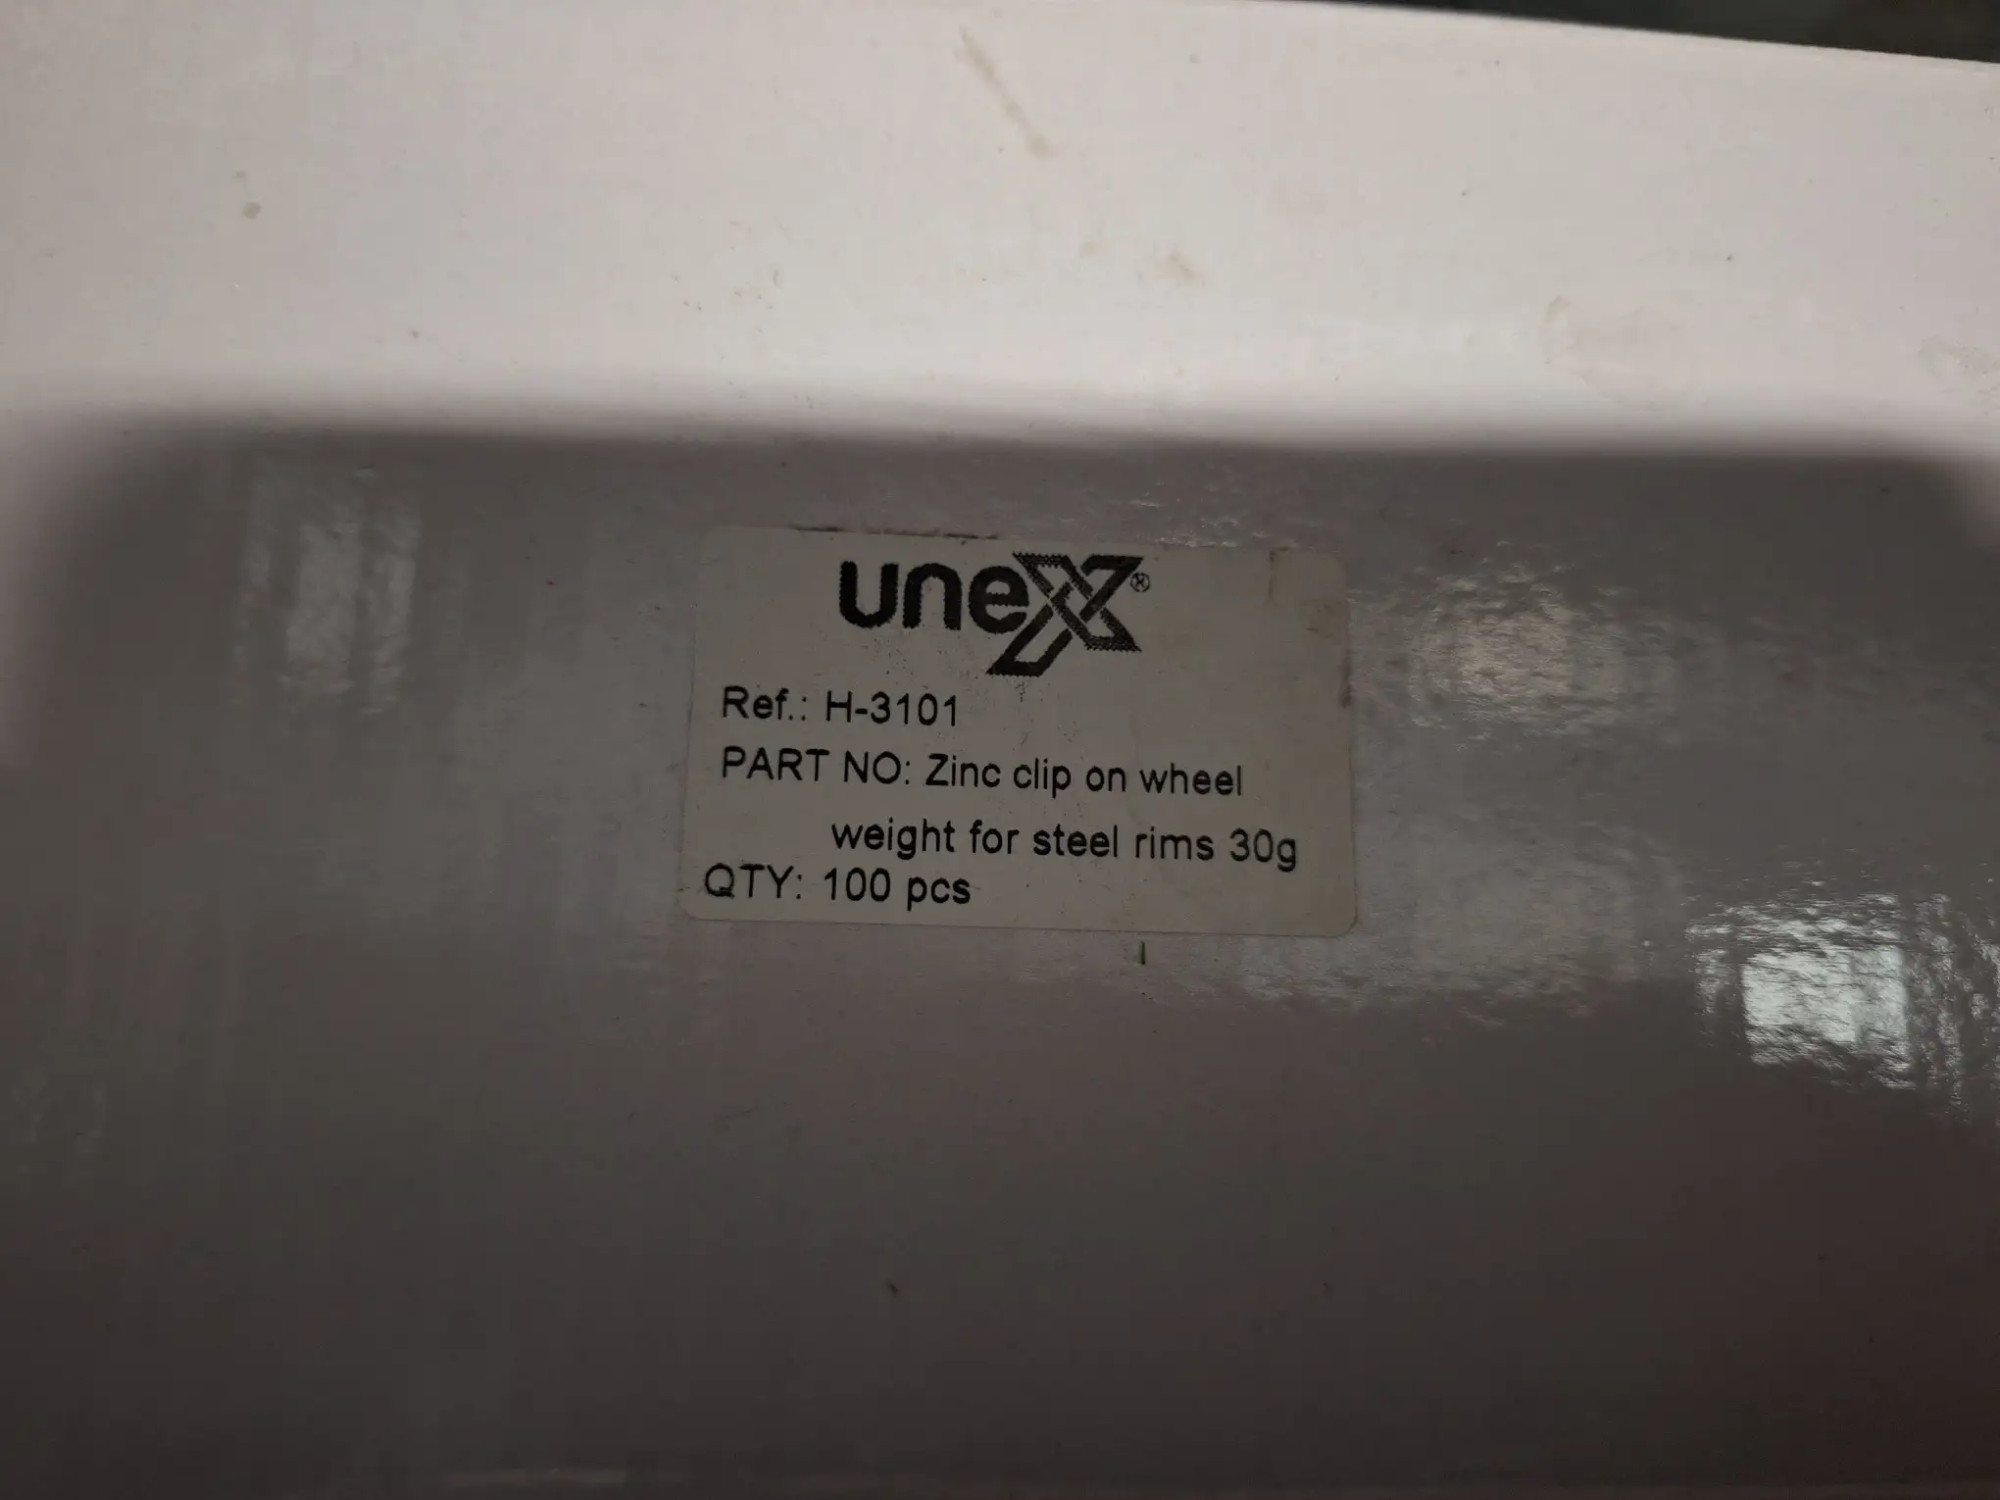 unex®
Ref.: H-3101
PART NO: Zinc clip on wheel
weight for steel rims 30g
QTY: 100 pcs